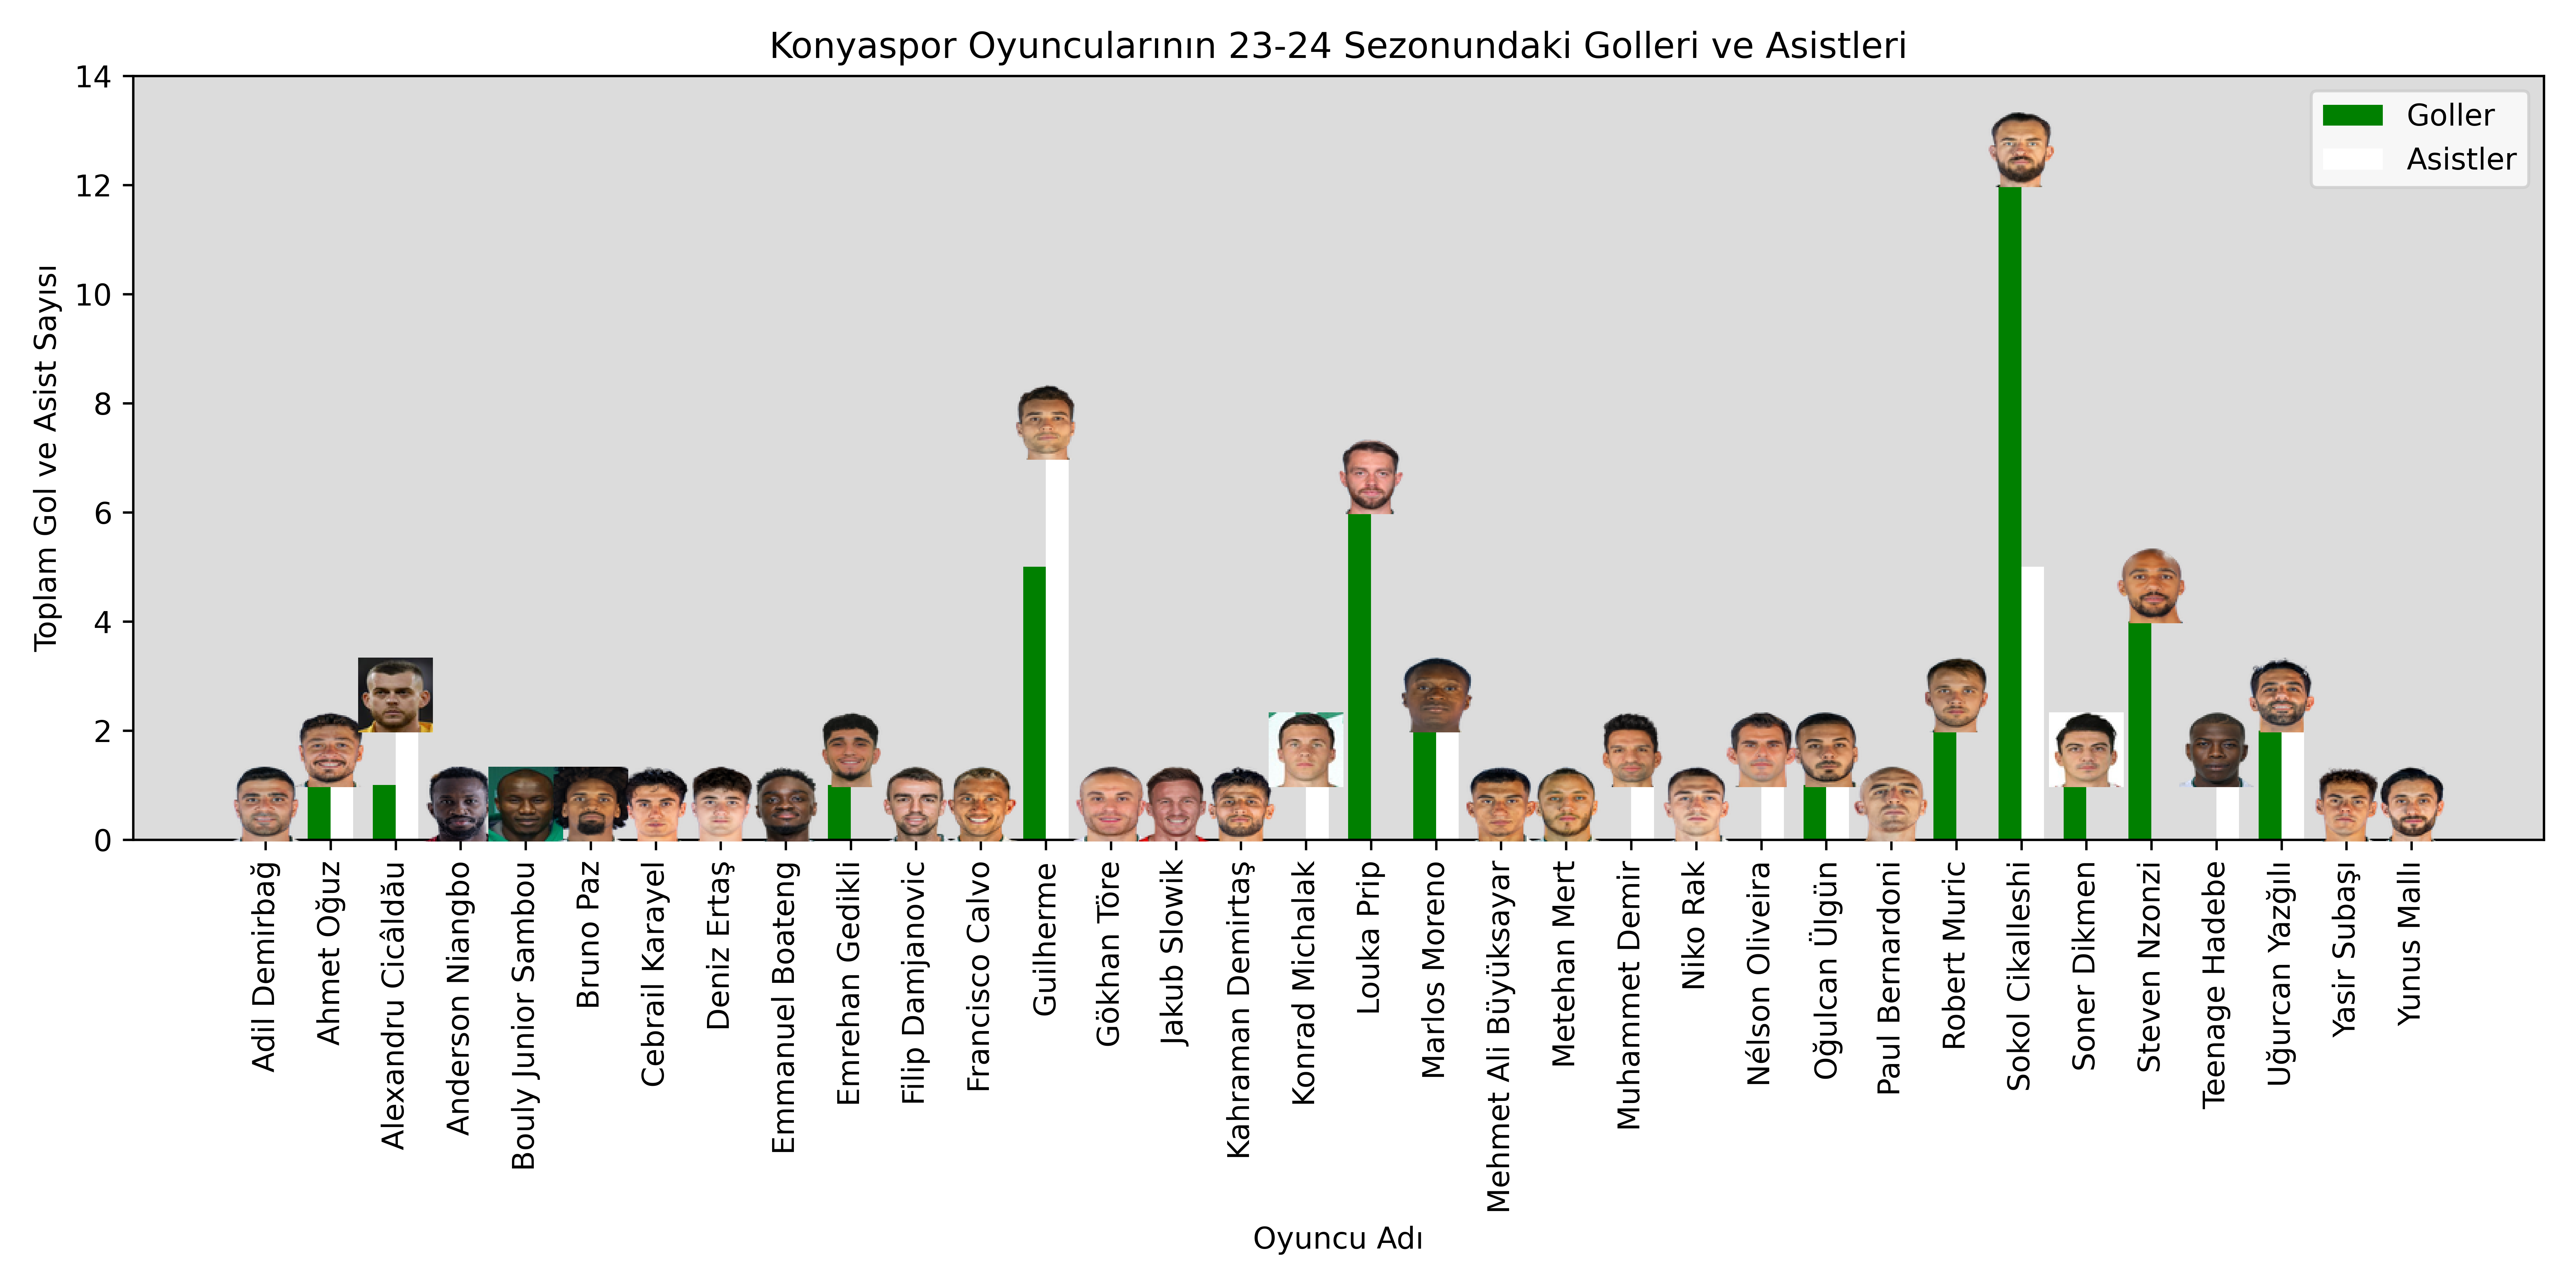 Konyaspor Oyuncularının 23-24 Sezonundaki Golleri ve Asistleri
Toplam Gol ve Asist Sayısı
14
12
10
8
6
4
2
0
Goller
Asistler
Adil Demirbağ
Ahmet Oğuz
Alexandru Cicâldău
Anderson Niangbo
Bouly Junior Sambou
Bruno Paz
Cebrail Karayel
Deniz Ertaş
Emmanuel Boateng
Emrehan Gedikli
Filip Damjanovic
Francisco Calvo
Guilherme
Gökhan Töre
Jakub Slowik
Kahraman Demirtaş
Konrad Michalak
Louka Prip
Marlos Moreno
Mehmet Ali Büyüksayar
Metehan Mert
Muhammet Demir
Niko Rak
Nélson Oliveira
Oğulcan Ülgün
Paul Bernardoni
Robert Muric
Sokol Cikalleshi
Soner Dikmen
Steven Nzonzi
Teenage Hadebe
Uğurcan Yazğılı
Yasir Subaşı
Yunus Mallı
Oyuncu Adı